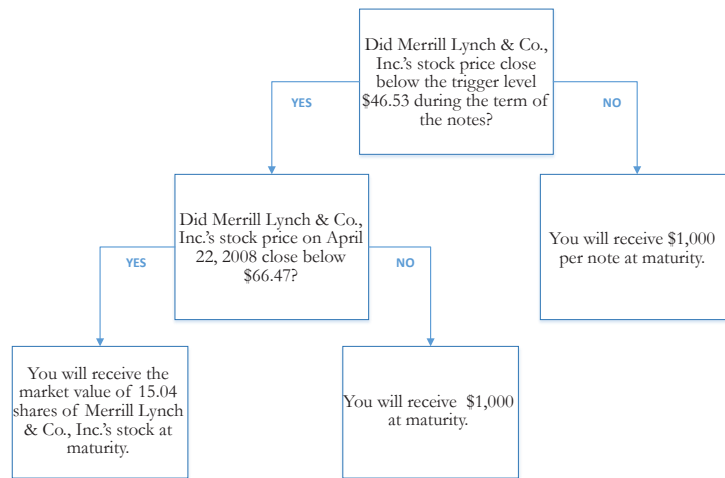 Did Merrill Lynch & Co.,
Inc.'s stock price close
below the trigger level
$46.53 during the term of
the notes?
YES
NO
Did Merrill Lynch & Co.,
Inc.'s stock price on April
22, 2008 close below
$66.47?
You will receive $1,000
per note at maturity.
YES
NO
You will receive the
market value of 15.04
shares of Merrill Lynch
& Co., Inc.'s stock at
maturity.
You will receive $1,000
at maturity.